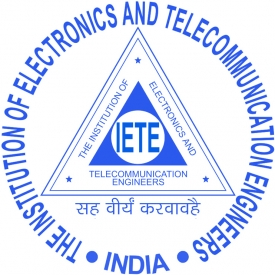 THE INSTITUTION OF ELECTRONICS AND TELECOMMUNICATION ENGINEERS
THE INSTITUTION OF
ELECTRONICS AND
IETE
TELECOMMUNICATION
ENGINEERS
सह वीर्यं करवावहै
INDIA